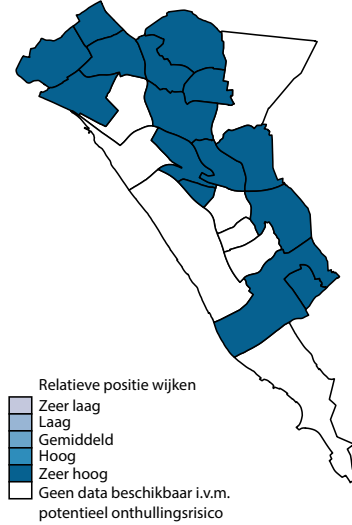 Relatieve positie wijken
Zeer laag
Laag
Gemiddeld
Hoog
Zeer hoog
Geen data beschikbaar i.v.m.
potentieel onthullingsrisico